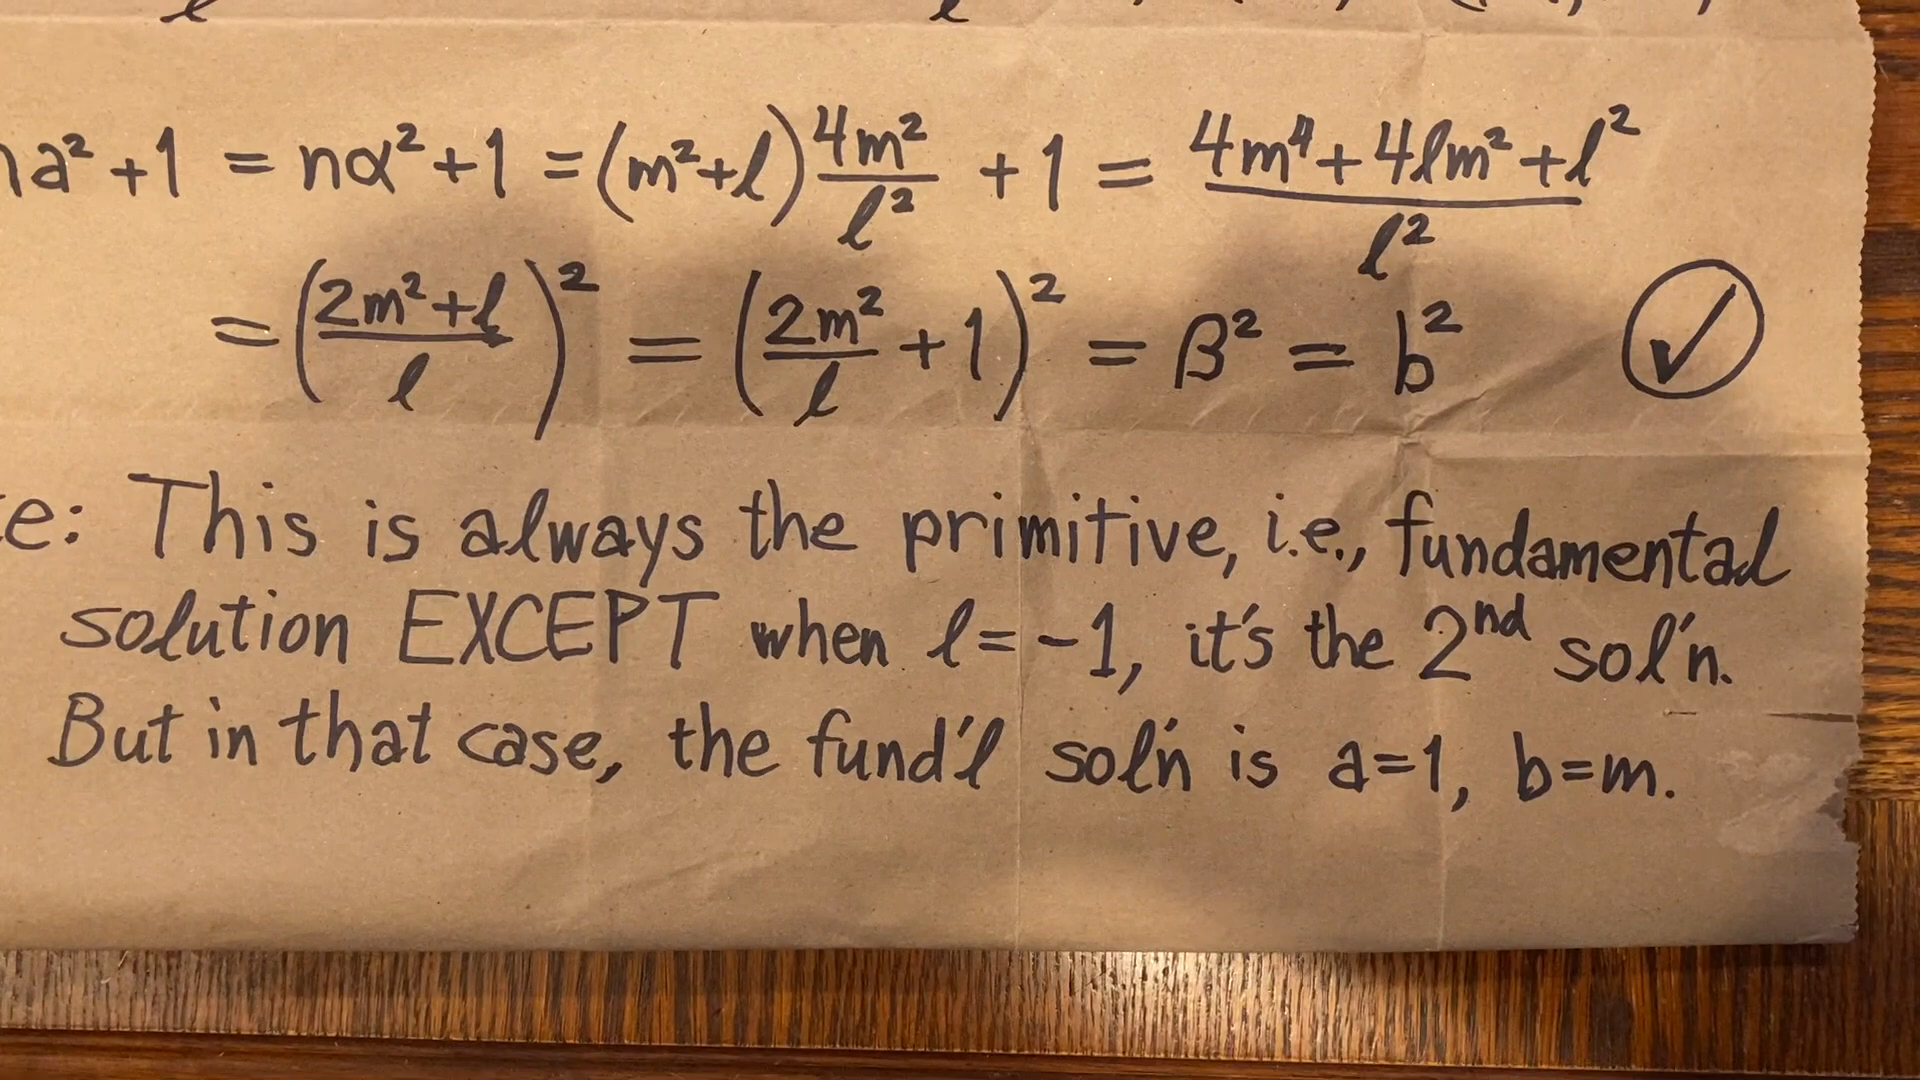 na² + 1 = nα² + 1 = (m² + l) 4m²/l² + 1 = (4m⁴ + 4lm² + l²)/l²
= ((2m² + l)/l)² = (2m²/l + 1)² = β² = b² ✓
e: This is always the primitive, i.e., fundamental
solution EXCEPT when l = -1, it's the 2nd sol'n.
But in that case, the fund'l sol'n is a=1, b=m.